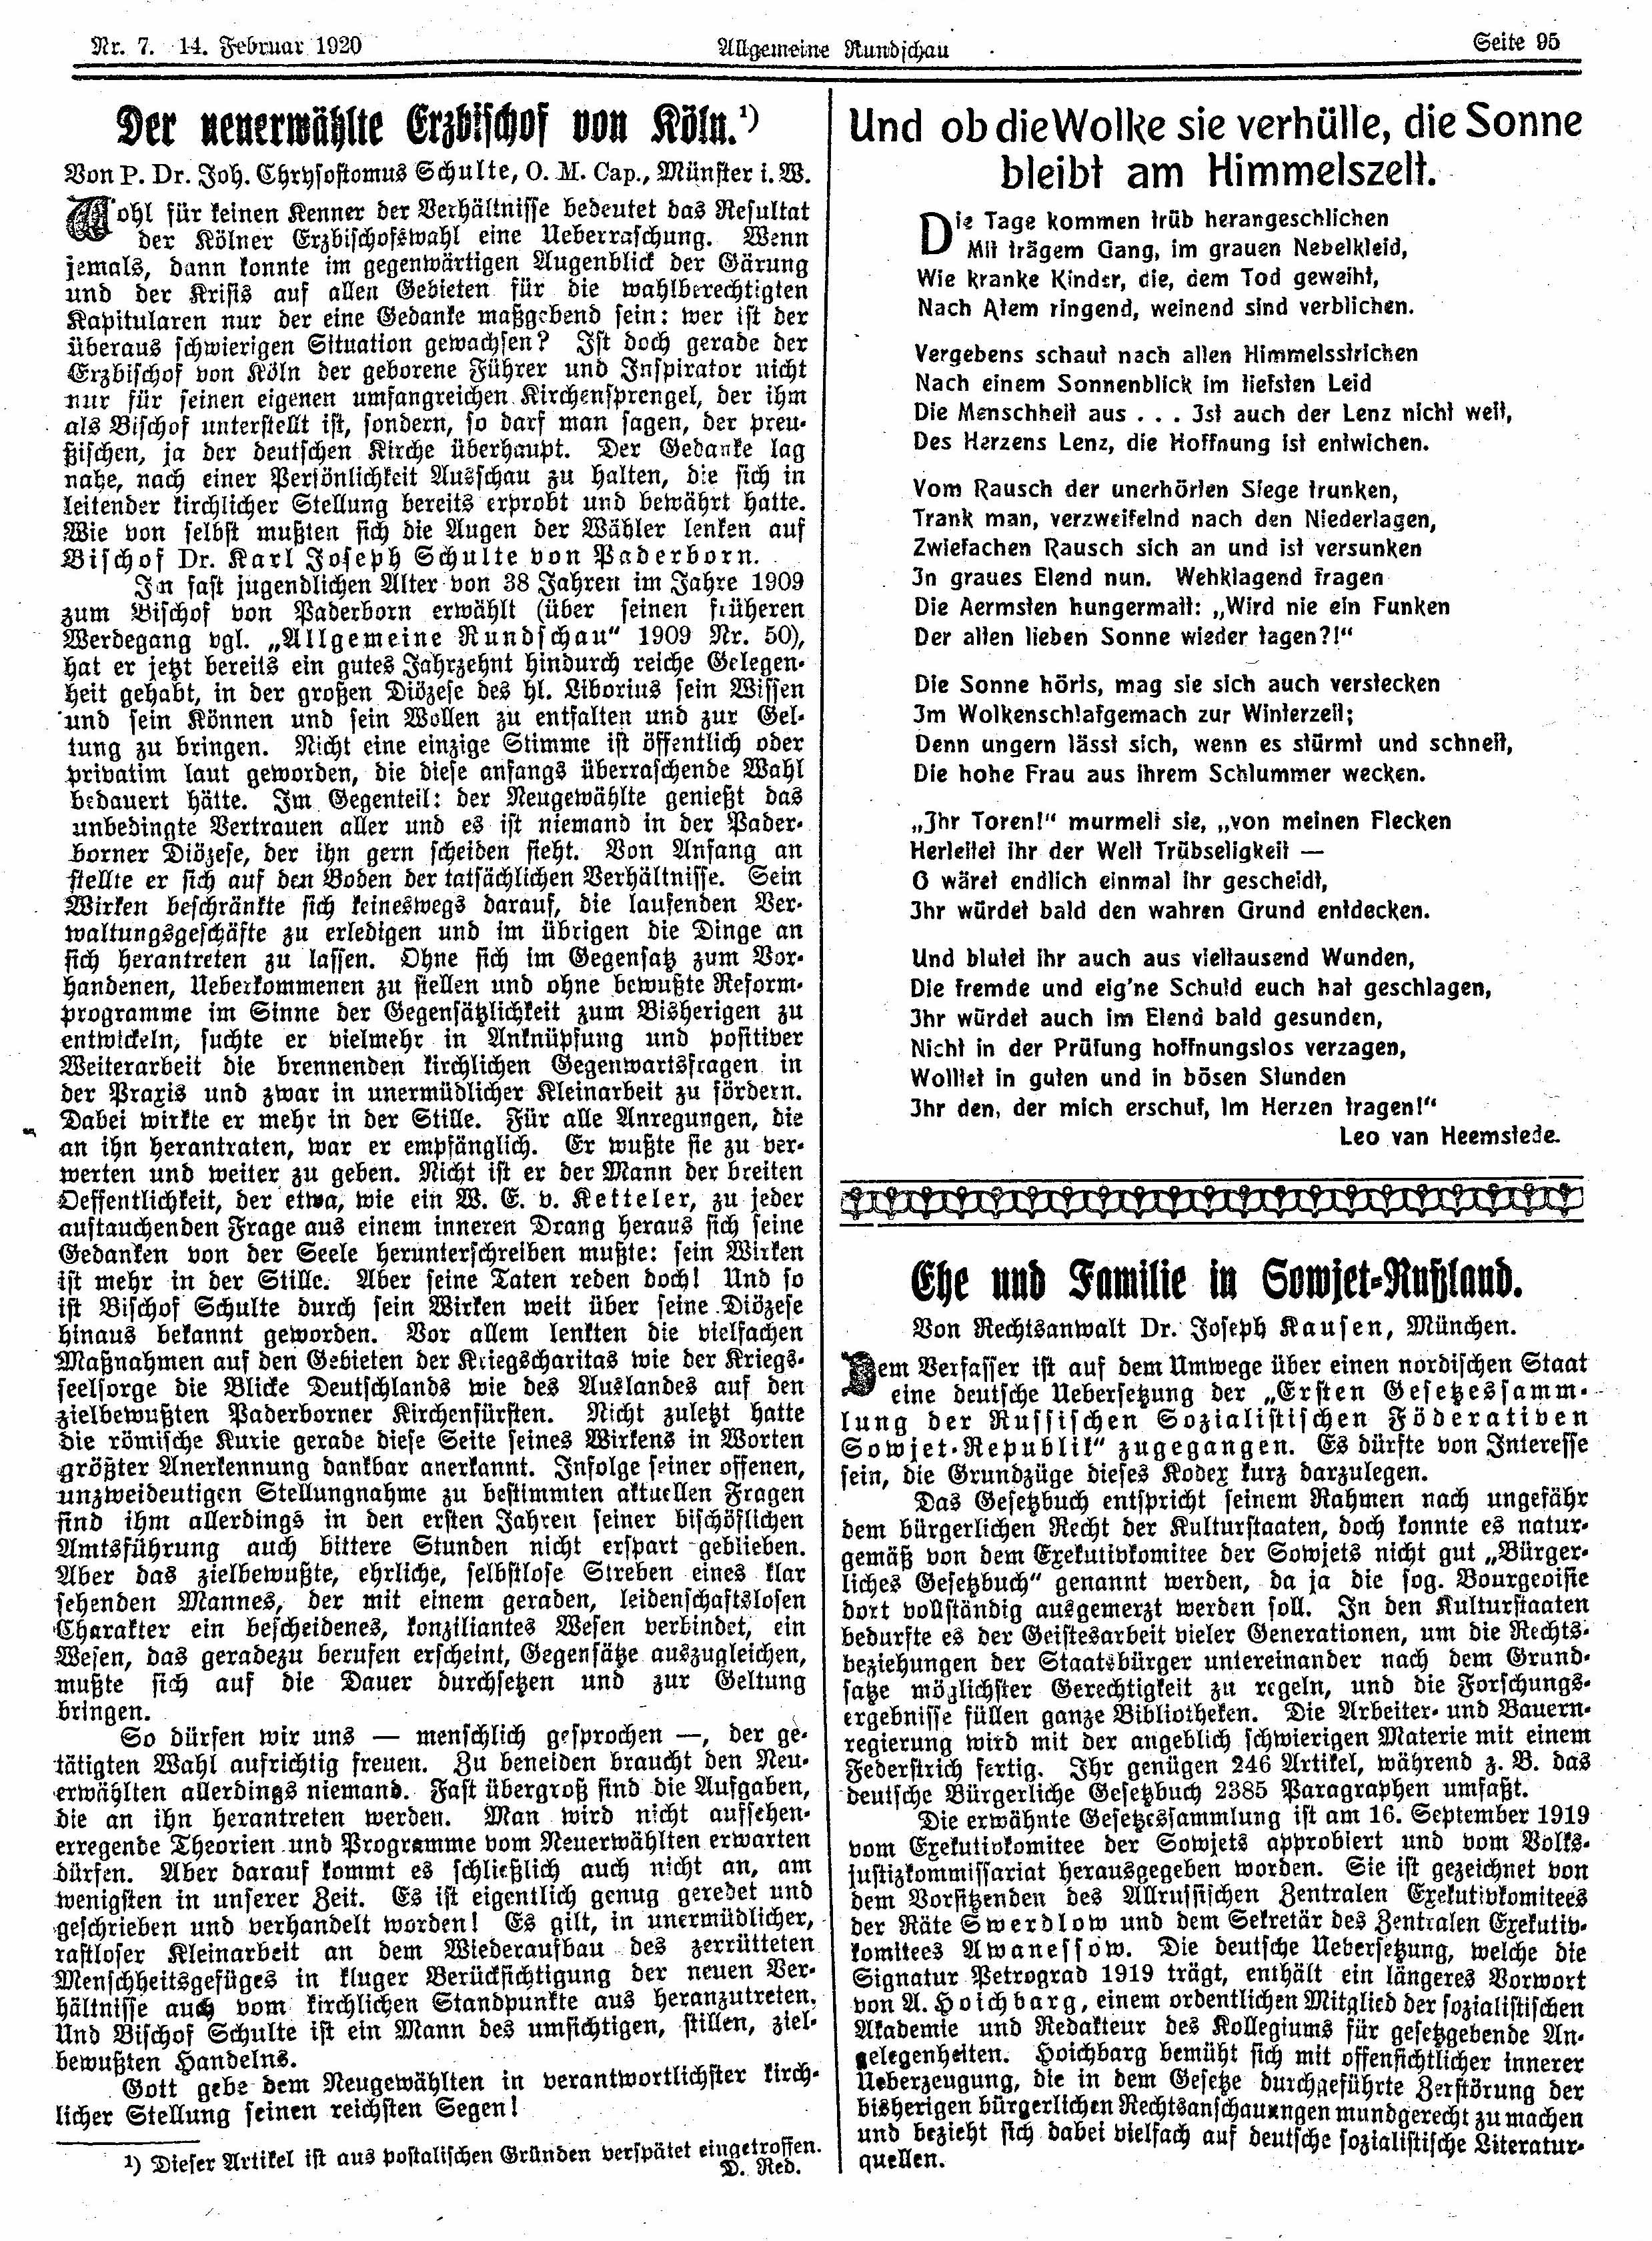 Nr. 7. 14. Februar 1920
Allgemeine Rundschau
Seite 95
Der neuerwählte Erzbischof von Köln.¹)
Von P. Dr. Joh. Chrysostomus Schulte, O. M. Cap., Münster i. W.
Wohl für keinen Kenner der Verhältnisse bedeutet das Resultat
der Kölner Erzbischofswahl eine Ueberraschung. Wenn
jemals, dann konnte im gegenwärtigen Augenblick der Gärung
und der Krisis auf allen Gebieten für die wahlberechtigten
Kapitularen nur der eine Gedanke maßgebend sein: wer ist der
überaus schwierigen Situation gewachsen? Ist doch gerade der
Erzbischof von Köln der geborene Führer und Inspirator nicht
nur für seinen eigenen umfangreichen Kirchensprengel, der ihm
als Bischof unterstellt ist, sondern, so darf man sagen, der preu-
ßischen, ja der deutschen Kirche überhaupt. Der Gedanke lag
nahe, nach einer Persönlichkeit Ausschau zu halten, die sich in
leitender kirchlicher Stellung bereits erprobt und bewährt hatte.
Wie von selbst mußten sich die Augen der Wähler lenken auf
Bischof Dr. Karl Joseph Schulte von Paderborn.
In fast jugendlichen Alter von 38 Jahren im Jahre 1909
zum Bischof von Paderborn erwählt (über seinen früheren
Werdegang vgl. „Allgemeine Rundschau“ 1909 Nr. 50),
hat er jetzt bereits ein gutes Jahrzehnt hindurch reiche Gelegen-
heit gehabt, in der großen Diözese des hl. Liborius sein Wissen
und sein Können und sein Wollen zu entfalten und zur Gel-
tung zu bringen. Nicht eine einzige Stimme ist öffentlich oder
privatim laut geworden, die diese anfangs überraschende Wahl
bedauert hätte. Im Gegenteil: der Neugewählte genießt das
unbedingte Vertrauen aller und es ist niemand in der Pader-
borner Diözese, der ihn gern scheiden sieht. Von Anfang an
stellte er sich auf den Boden der tatsächlichen Verhältnisse. Sein
Wirken beschränkte sich keineswegs darauf, die laufenden Ver-
waltungsgeschäfte zu erledigen und im übrigen die Dinge an
sich herantreten zu lassen. Ohne sich im Gegensatz zum Vor-
handenen, Ueberkommenen zu stellen und ohne bewußte Reform-
programme im Sinne der Gegensätzlichkeit zum Bisherigen zu
entwickeln, suchte er vielmehr in Anknüpfung und positiver
Weiterarbeit die brennenden kirchlichen Gegenwartsfragen in
der Praxis und zwar in unermüdlicher Kleinarbeit zu fördern.
Dabei wirkte er mehr in der Stille. Für alle Anregungen, die
an ihn herantraten, war er empfänglich. Er wußte sie zu ver-
werten und weiter zu geben. Nicht ist er der Mann der breiten
Oeffentlichkeit, der etwa, wie ein W. E. v. Ketteler, zu jeder
auftauchenden Frage aus einem inneren Drang heraus sich seine
Gedanken von der Seele herunterschreiben mußte: sein Wirken
ist mehr in der Stille. Aber seine Taten reden doch! Und so
ist Bischof Schulte durch sein Wirken weit über seine Diözese
hinaus bekannt geworden. Vor allem lenkten die vielfachen
Maßnahmen auf den Gebieten der Kriegscharitas wie der Kriegs-
seelsorge die Blicke Deutschlands wie des Auslandes auf den
zielbewußten Paderborner Kirchenfürsten. Nicht zuletzt hatte
die römische Kurie gerade diese Seite seines Wirkens in Worten
größter Anerkennung dankbar anerkannt. Infolge seiner offenen,
unzweideutigen Stellungnahme zu bestimmten aktuellen Fragen
sind ihm allerdings in den ersten Jahren seiner bischöflichen
Amtsführung auch bittere Stunden nicht erspart geblieben.
Aber das zielbewußte, ehrliche, selbstlose Streben eines klar
sehenden Mannes, der mit einem geraden, leidenschaftslosen
Charakter ein bescheidenes, konziliantes Wesen verbindet, ein
Wesen, das geradezu berufen erscheint, Gegensätze auszugleichen,
mußte sich auf die Dauer durchsetzen und zur Geltung
bringen.
So dürfen wir uns — menschlich gesprochen —, der ge-
tätigten Wahl aufrichtig freuen. Zu beneiden braucht den Neu-
erwählten allerdings niemand. Fast übergroß sind die Aufgaben,
die an ihn herantreten werden. Man wird nicht aufsehen-
erregende Theorien und Programme vom Neuerwählten erwarten
dürfen. Aber darauf kommt es schließlich auch nicht an, am
wenigsten in unserer Zeit. Es ist eigentlich genug geredet und
geschrieben und verhandelt worden! Es gilt, in unermüdlicher,
rastloser Kleinarbeit an dem Wiederaufbau des zerrütteten
Menschheitsgefüges in kluger Berücksichtigung der neuen Ver-
hältnisse auch vom kirchlichen Standpunkte aus heranzutreten.
Und Bischof Schulte ist ein Mann des umsichtigen, stillen, ziel-
bewußten Handelns.
Gott gebe dem Neugewählten in verantwortlichster kirch-
licher Stellung seinen reichsten Segen!
¹) Dieser Artikel ist aus postalischen Gründen verspätet eingetroffen.
D. Red.
Und ob die Wolke sie verhülle, die Sonne
bleibt am Himmelszelt.
Die Tage kommen trüb herangeschlichen
Mit trägem Gang, im grauen Nebelkleid,
Wie kranke Kinder, die, dem Tod geweiht,
Nach Atem ringend, weinend sind verblichen.
Vergebens schaut nach allen Himmelsstrichen
Nach einem Sonnenblick im tiefsten Leid
Die Menschheit aus . . . Ist auch der Lenz nicht weit,
Des Herzens Lenz, die Hoffnung ist entwichen.
Vom Rausch der unerhörten Siege trunken,
Trank man, verzweifelnd nach den Niederlagen,
Zwiefachen Rausch sich an und ist versunken
In graues Elend nun. Wehklagend fragen
Die Aermsten hungermatt: „Wird nie ein Funken
Der alten lieben Sonne wieder tagen?!“
Die Sonne hörts, mag sie sich auch verstecken
Im Wolkenschlafgemach zur Winterzeit;
Denn ungern lässt sich, wenn es stürmt und schneit,
Die hohe Frau aus ihrem Schlummer wecken.
„Ihr Toren!“ murmelt sie, „von meinen Flecken
Herleitet ihr der Welt Trübseligkeit —
O wäret endlich einmal ihr gescheidt,
Ihr würdet bald den wahren Grund entdecken.
Und blutet ihr auch aus vieltausend Wunden,
Die fremde und eig'ne Schuld euch hat geschlagen,
Ihr würdet auch im Elend bald gesunden,
Nicht in der Prüfung hoffnungslos verzagen,
Wolltet in guten und in bösen Stunden
Ihr den, der mich erschuf, im Herzen tragen!“
Leo van Heemstede.
Ehe und Familie in Sowjet-Rußland.
Von Rechtsanwalt Dr. Joseph Kausen, München.
Dem Verfasser ist auf dem Umwege über einen nordischen Staat
eine deutsche Uebersetzung der „Ersten Gesetzessamm-
lung der Russischen Sozialistischen Föderativen
Sowjet-Republik“ zugegangen. Es dürfte von Interesse
sein, die Grundzüge dieses Kodex kurz darzulegen.
Das Gesetzbuch entspricht seinem Rahmen nach ungefähr
dem bürgerlichen Recht der Kulturstaaten, doch konnte es natur-
gemäß von dem Exekutivkomitee der Sowjets nicht gut „Bürger-
liches Gesetzbuch“ genannt werden, da ja die sog. Bourgeoisie
dort vollständig ausgemerzt werden soll. In den Kulturstaaten
bedurfte es der Geistesarbeit vieler Generationen, um die Rechts-
beziehungen der Staatsbürger untereinander nach dem Grund-
satze möglichster Gerechtigkeit zu regeln, und die Forschungs-
ergebnisse füllen ganze Bibliotheken. Die Arbeiter- und Bauern-
regierung wird mit der angeblich schwierigen Materie mit einem
Federstrich fertig. Ihr genügen 246 Artikel, während z. B. das
deutsche Bürgerliche Gesetzbuch 2385 Paragraphen umfaßt.
Die erwähnte Gesetzessammlung ist am 16. September 1919
vom Exekutivkomitee der Sowjets approbiert und vom Volks-
justizkommissariat herausgegeben worden. Sie ist gezeichnet von
dem Vorsitzenden des Allrussischen Zentralen Exekutivkomitees
der Räte Swerdlow und dem Sekretär des Zentralen Exekutiv-
komitees Awanessow. Die deutsche Uebersetzung, welche die
Signatur Petrograd 1919 trägt, enthält ein längeres Vorwort
von A. Hoichbarg, einem ordentlichen Mitglied der sozialistischen
Akademie und Redakteur des Kollegiums für gesetzgebende An-
gelegenheiten. Hoichbarg bemüht sich mit offensichtlicher innerer
Ueberzeugung, die in dem Gesetze durchgeführte Zerstörung der
bisherigen bürgerlichen Rechtsanschauungen mundgerecht zu machen
und bezieht sich dabei vielfach auf deutsche sozialistische Literatur-
quellen.